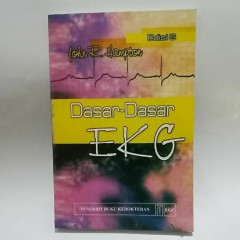 Edisi 6
John R. Hampton
Dasar-Dasar
EKG
PENERBIT BUKU KEDOKTERAN
EGC